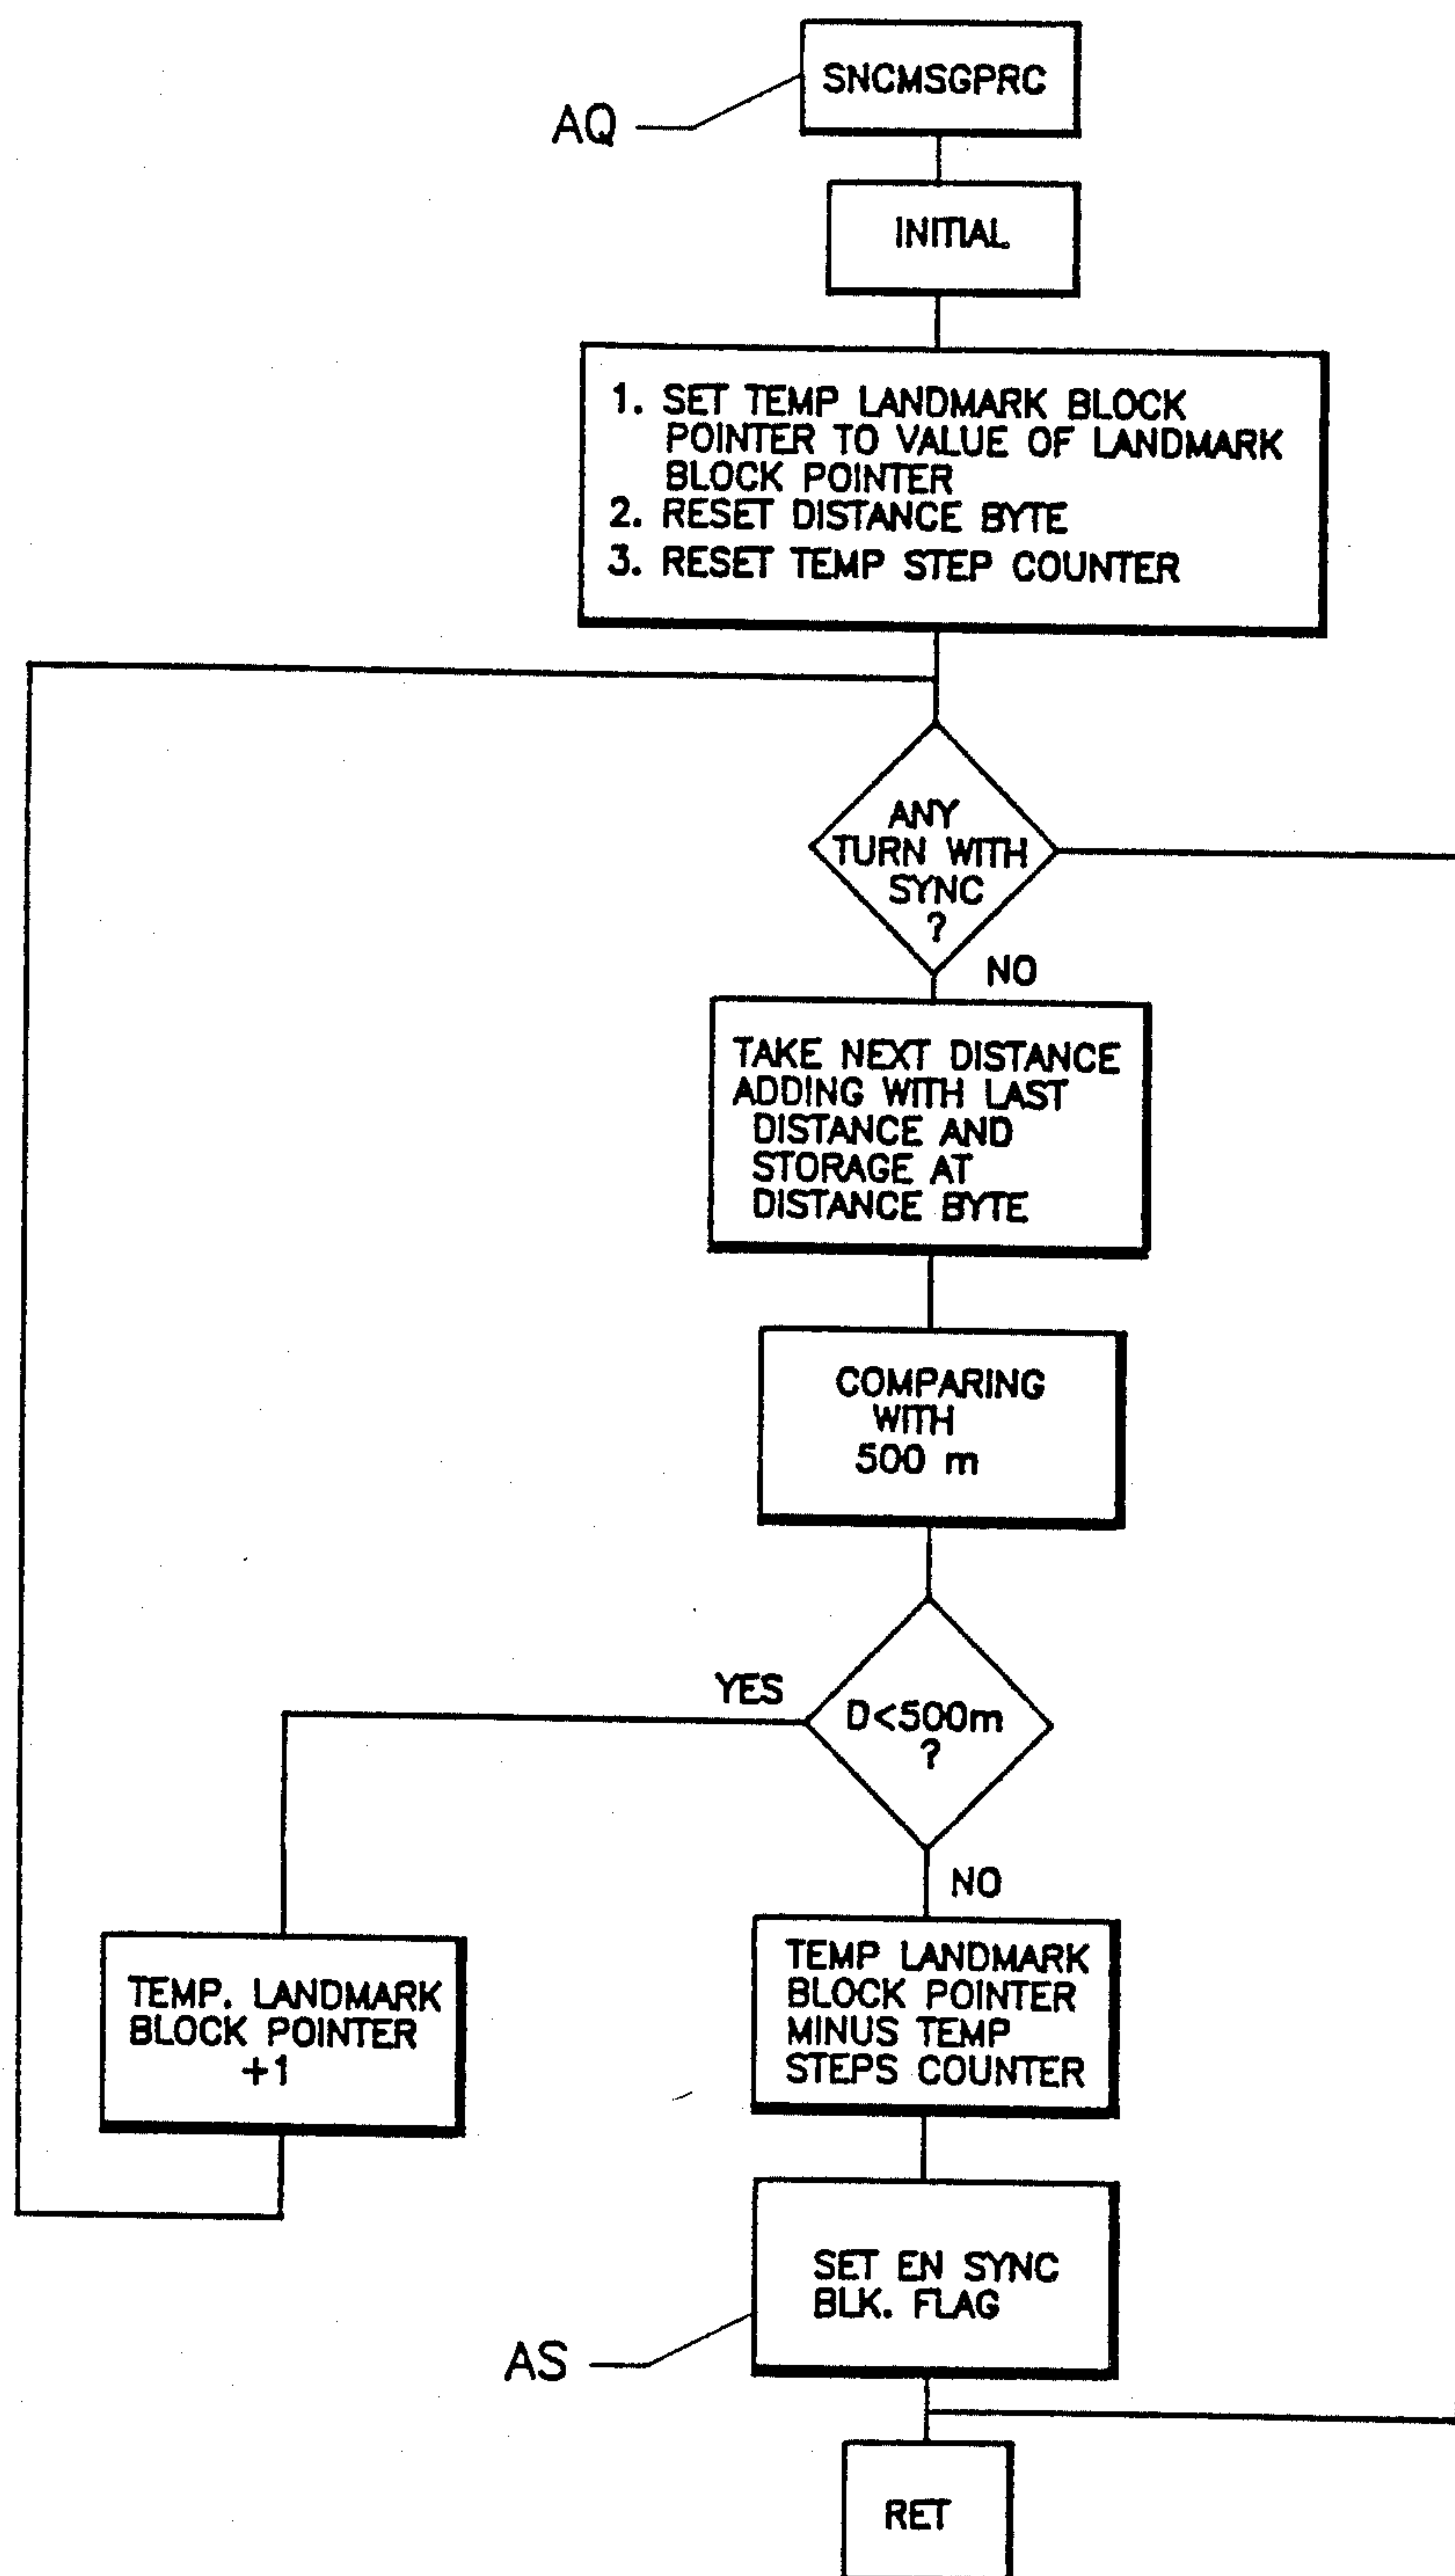 SNCMSGPRC
AQ
INITIAL
1. SET TEMP LANDMARK BLOCK
POINTER TO VALUE OF LANDMARK
BLOCK POINTER
2. RESET DISTANCE BYTE
3. RESET TEMP STEP COUNTER
ANY
TURN WITH
SYNC
?
NO
TAKE NEXT DISTANCE
ADDING WITH LAST
DISTANCE AND
STORAGE AT
DISTANCE BYTE
COMPARING
WITH
500 m
YES
D<500m
?
NO
TEMP. LANDMARK
BLOCK POINTER
+1
TEMP LANDMARK
BLOCK POINTER
MINUS TEMP
STEPS COUNTER
SET EN SYNC
BLK. FLAG
AS
RET